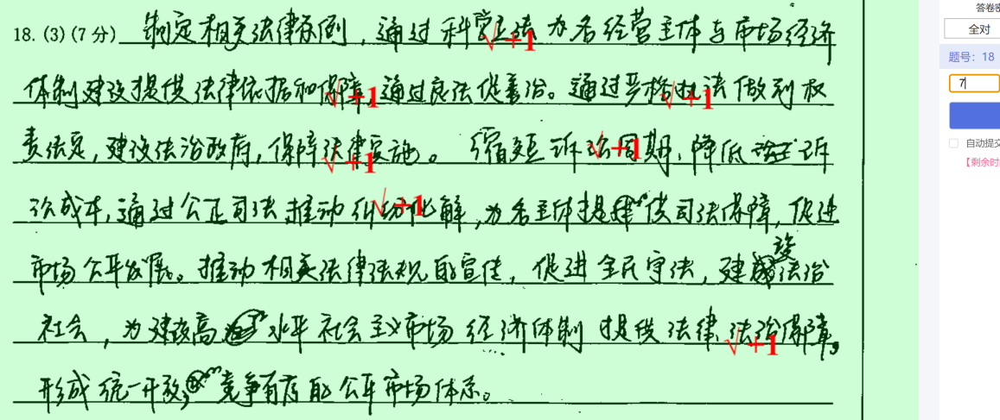 18. (3) (7分) 制定相关法律条例，通过科学立法为各经营主体与市场经济
体制建设提供法律依据和保障，通过良法促善治。通过严格执法做到权
责法定，建设法治政府，保障法律实施。缩短诉讼周期、降低诉
讼成本，通过公正司法推动纠纷化解，为各主体提供司法保障，促进
市场公平发展。推动相关法律法规的宣传，促进全民守法，建设法治
社会，为建设高水平社会主义市场经济体制提供法律法治保障，
形成统一开放，竞争有序的公平市场体系。
√+1
√+1
√+1
√+1
√+1
√+1
√+1
全对
题号：18
7
自动提交
【剩余时